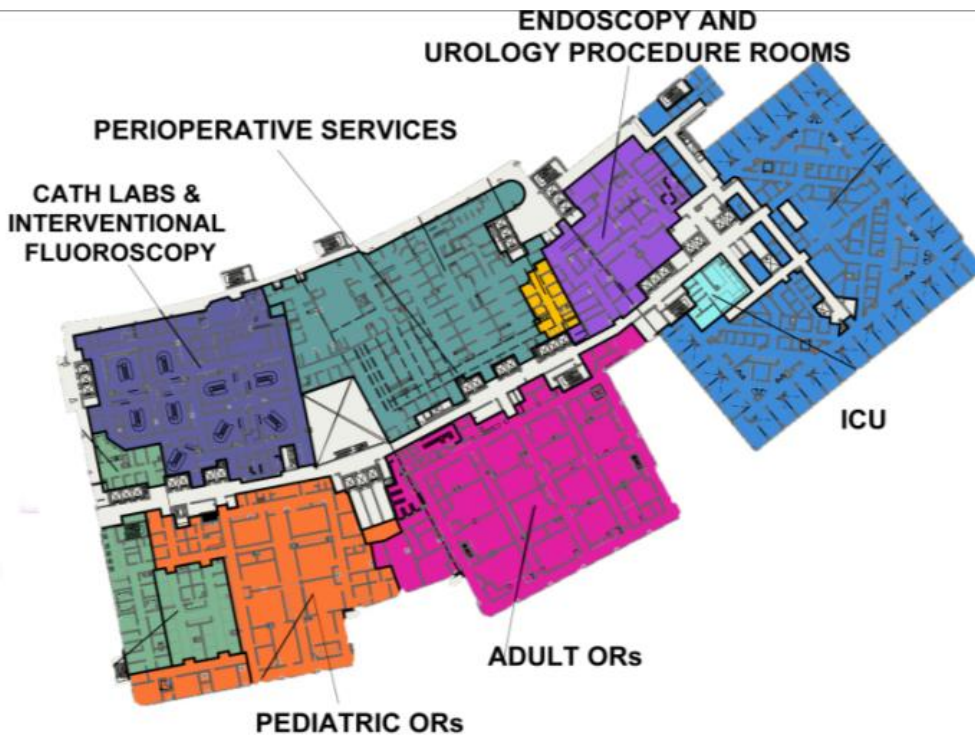 ENDOSCOPY AND
UROLOGY PROCEDURE ROOMS
PERIOPERATIVE SERVICES
CATH LABS &
INTERVENTIONAL
FLUOROSCOPY
ICU
ADULT ORs
PEDIATRIC ORs